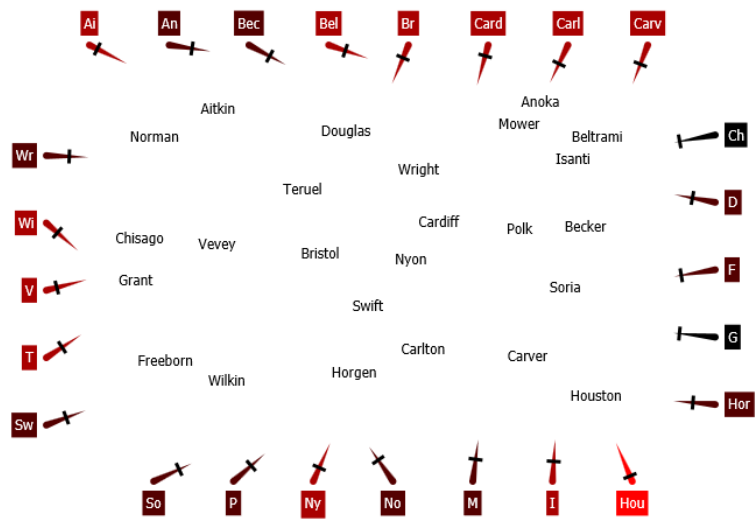 Ai An Bec Bel Br Card Carl Carv
Anoka
Aitkin
Mower
Douglas
Norman
Beltrami
Ch
Wr
Isanti
Wright
Teruel
D
Wi
Cardiff
Polk
Becker
Chisago
Vevey
Bristol
Nyon
F
Grant
V
Soria
Swift
G
T
Carlton
Carver
Freeborn
Horgen
Wilkin
Houston
Hor
Sw
So P Ny No M I Hou